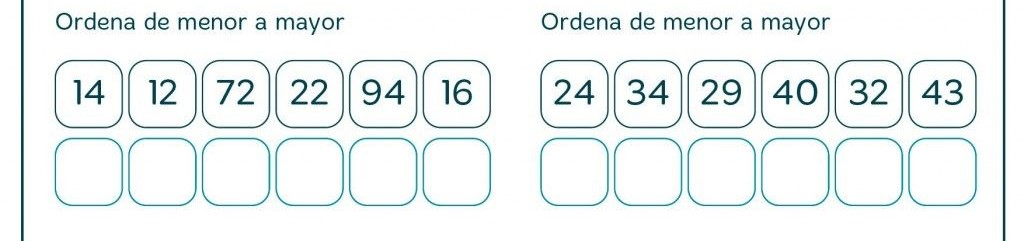 Ordena de menor a mayor
14 12 72 22 94 16
Ordena de menor a mayor
24 34 29 40 32 43